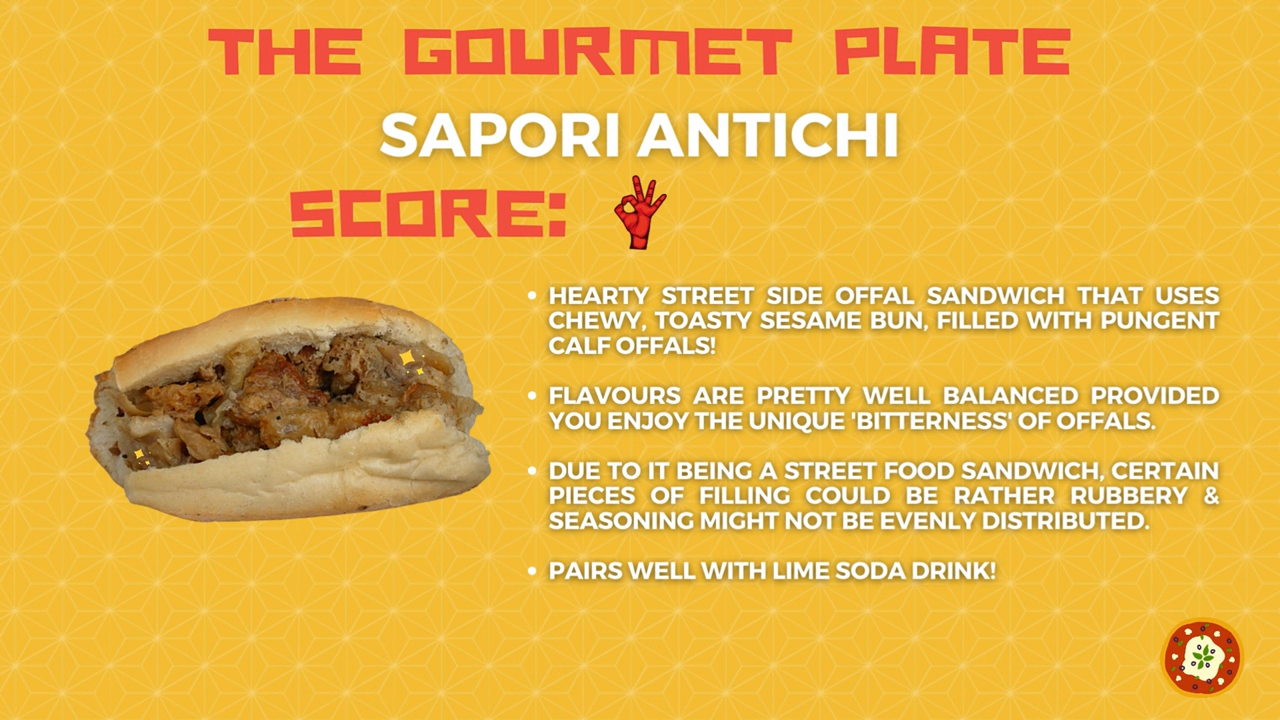 THE GOURMET PLATE
SAPORI ANTICHI
SCORE:
• HEARTY STREET SIDE OFFAL SANDWICH THAT USES
CHEWY, TOASTY SESAME BUN, FILLED WITH PUNGENT
CALF OFFALS!
• FLAVOURS ARE PRETTY WELL BALANCED PROVIDED
YOU ENJOY THE UNIQUE 'BITTERNESS' OF OFFALS.
• DUE TO IT BEING A STREET FOOD SANDWICH, CERTAIN
PIECES OF FILLING COULD BE RATHER RUBBERY &
SEASONING MIGHT NOT BE EVENLY DISTRIBUTED.
• PAIRS WELL WITH LIME SODA DRINK!